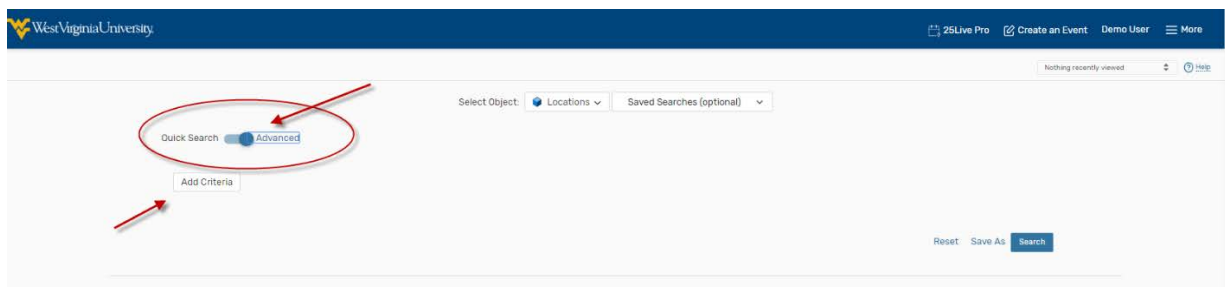 WestVirginiaUniversity.
25Live Pro Create an Event Demo User More
Nothing recently viewed Help
Select Object: Locations Saved Searches (optional)
Quick Search Advanced
Add Criteria
Reset Save As Search